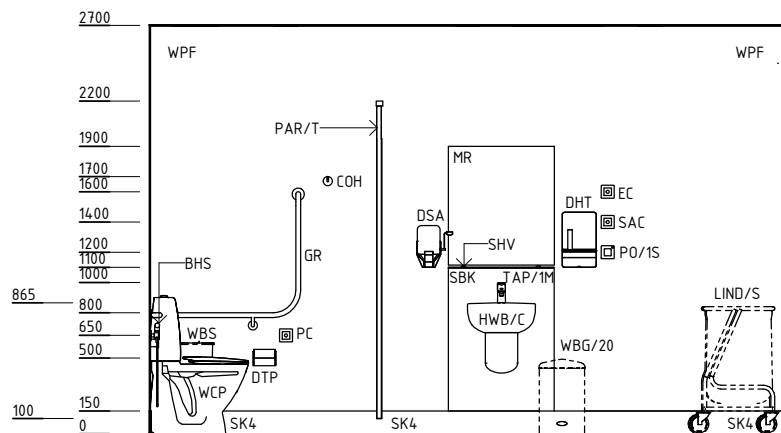 2700
WPF
WPF
2200
PAR/T
1900
MR
1700
1600
COH
EC
DSA
DHT
1400
SAC
1200
GR
SHV
PO/1S
1100
BHS
1000
SBK
TAP/1M
LIND/S
865
800
HWB/C
650
WBS
PC
WBG/20
500
DTP
WCP
150
100
SK4
SK4
SK4
0